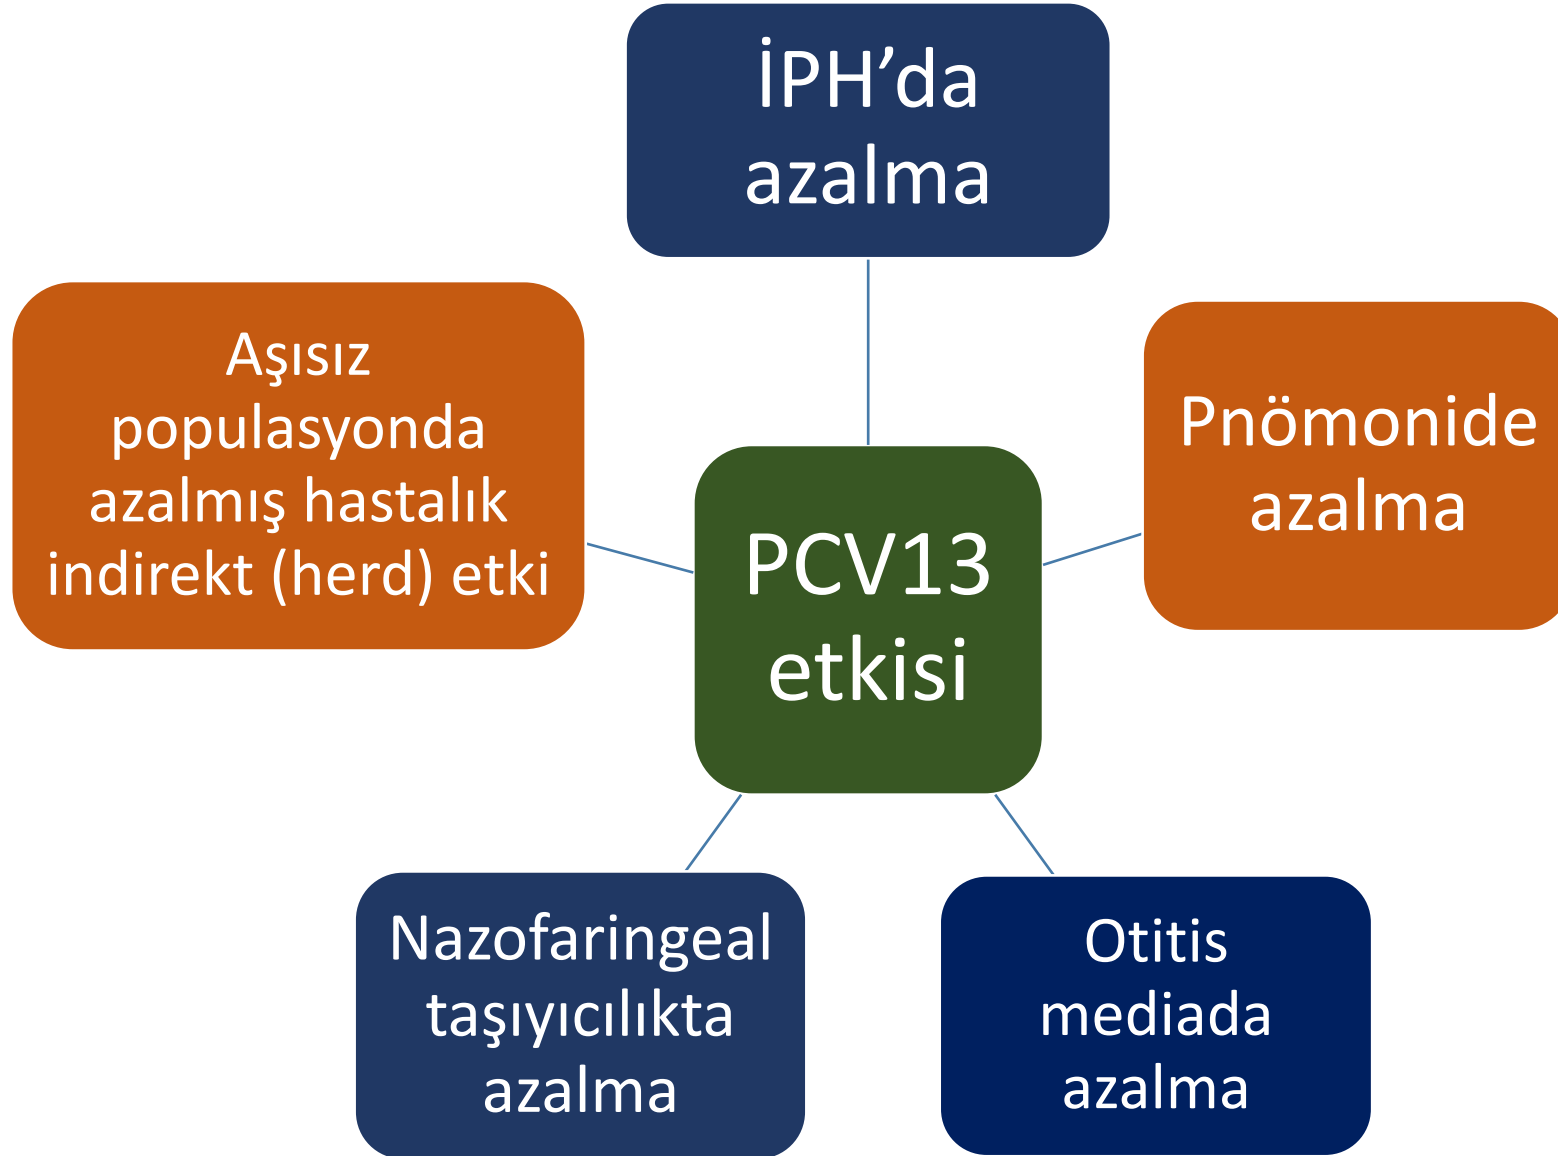 İPH’da
azalma
Aşısız
populasyonda
azalmış hastalık
indirekt (herd) etki
Pnömonide
azalma
PCV13
etkisi
Nazofaringeal
taşıyıcılıkta
azalma
Otitis
mediada
azalma